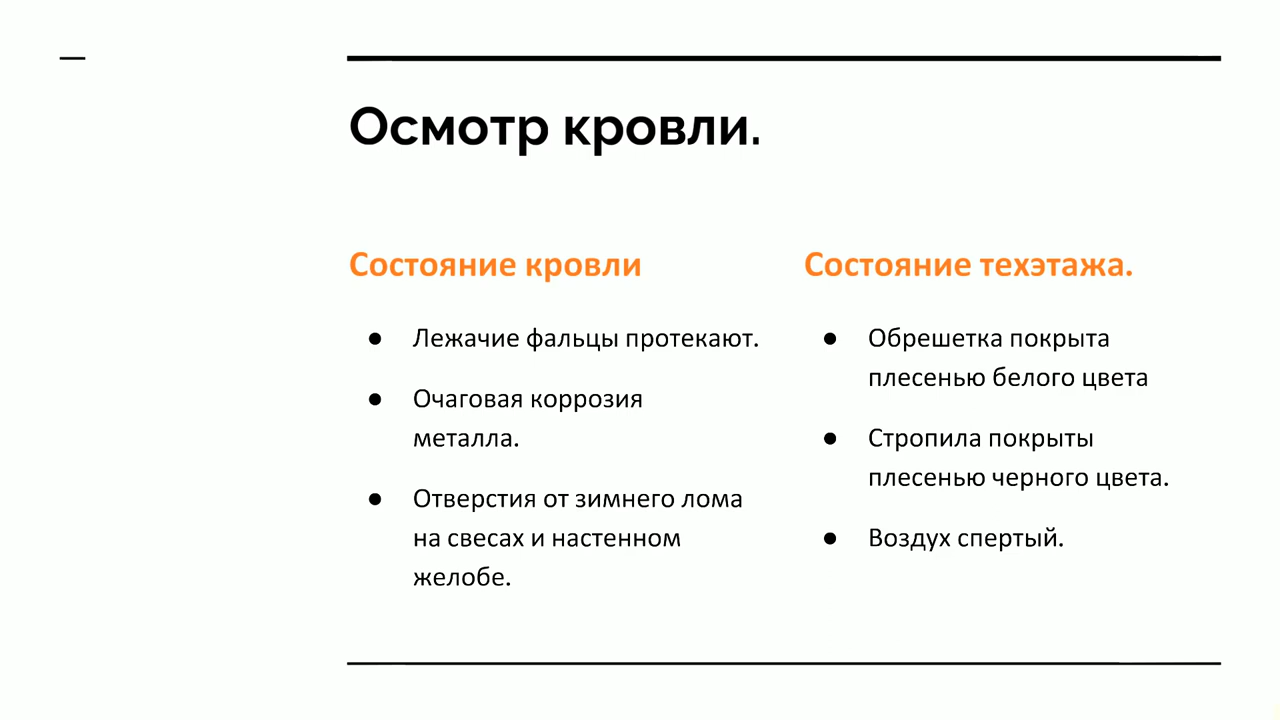 Осмотр кровли.
Состояние кровли
● Лежачие фальцы протекают.
● Очаговая коррозия
металла.
● Отверстия от зимнего лома
на свесах и настенном
желобе.
Состояние техэтажа.
● Обрешетка покрыта
плесенью белого цвета
● Стропила покрыты
плесенью черного цвета.
● Воздух спертый.